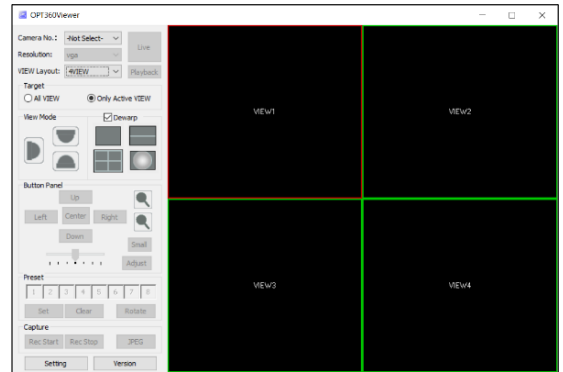 OPT360Viewer
Camera No.: -Not Select-
Live
Resolution: vga
VIEW Layout: 4VIEW
Playback
Target
All VIEW Only Active VIEW
View Mode Dewarp
Button Panel
Up
Left Center Right
Down
Small
Adjust
Preset
1 2 3 4 5 6 7 8
Set Clear Rotate
Capture
Rec Start Rec Stop JPEG
Setting Version
VIEW1
VIEW2
VIEW3
VIEW4